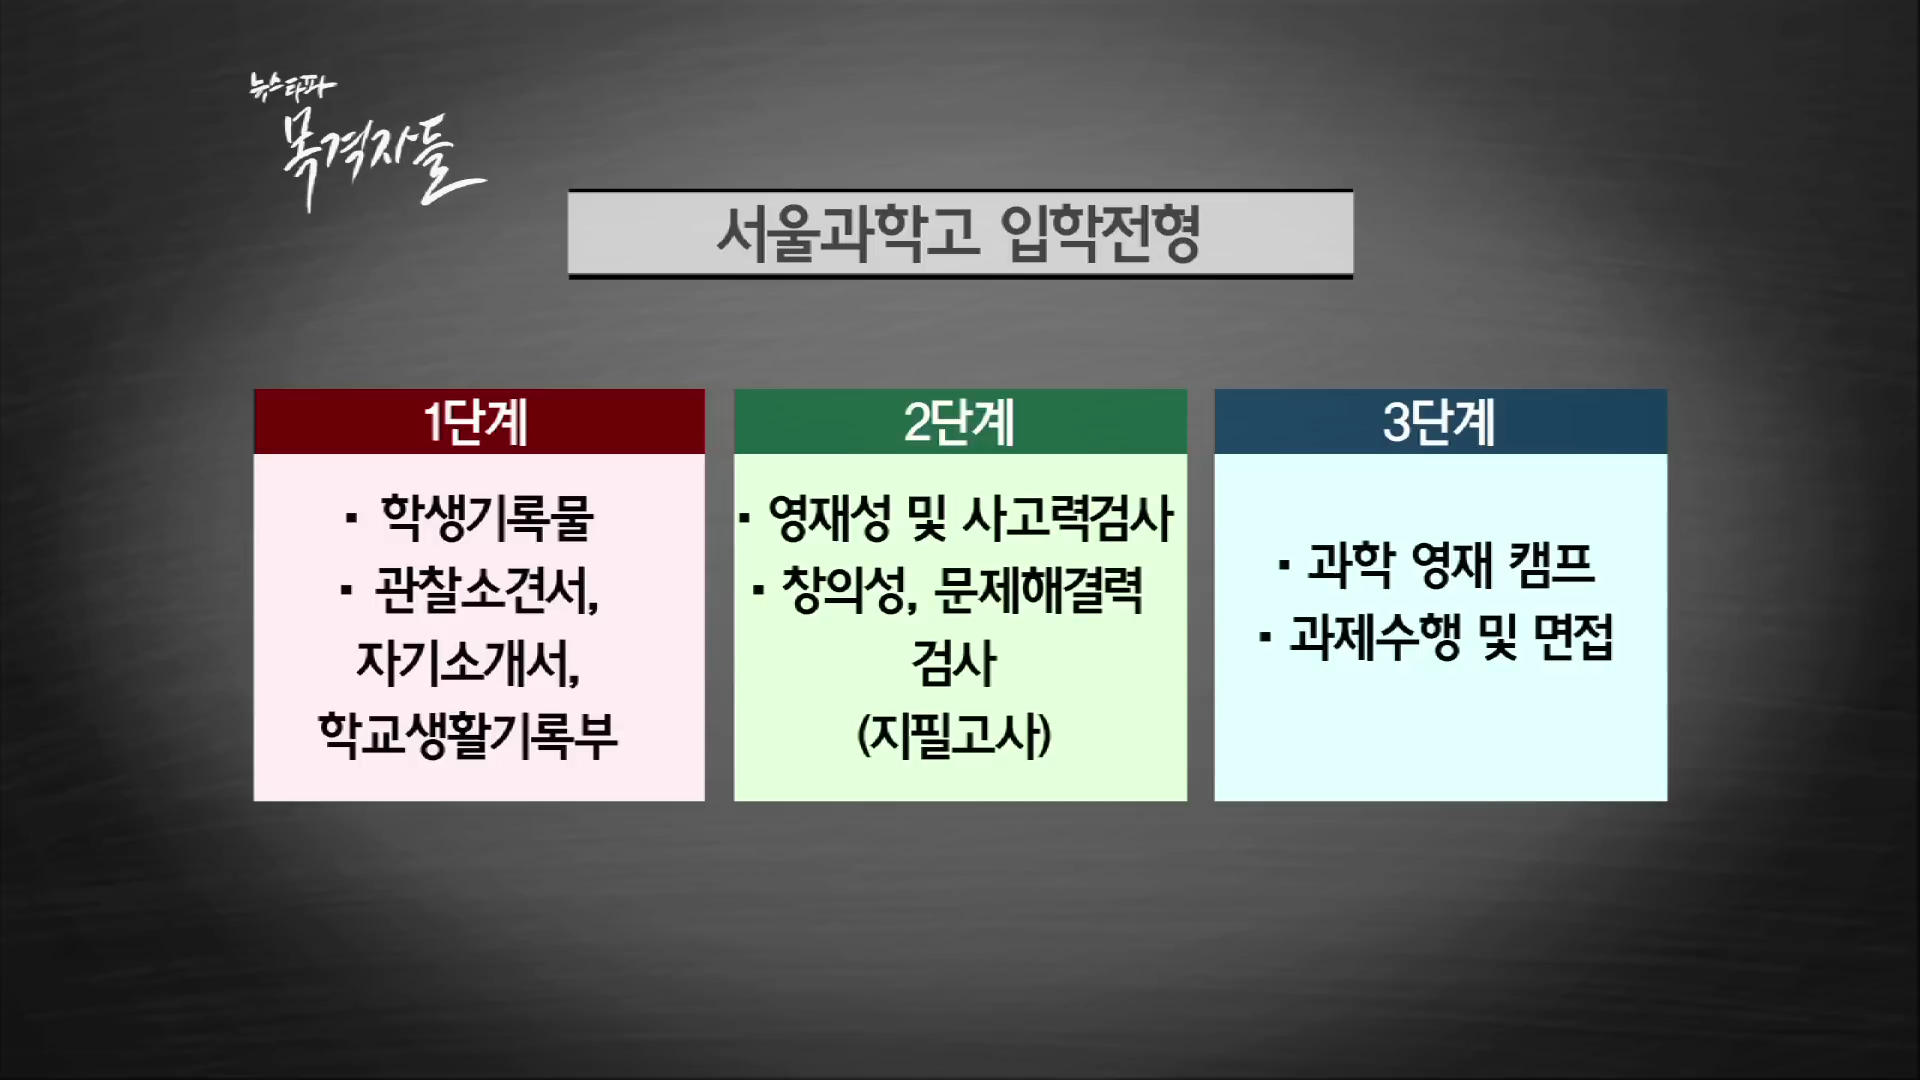 뉴스타파
목격자들
서울과학고 입학전형
1단계
▪ 학생기록물
▪ 관찰소견서,
자기소개서,
학교생활기록부
2단계
▪ 영재성 및 사고력검사
▪ 창의성, 문제해결력
검사
(지필고사)
3단계
▪ 과학 영재 캠프
▪ 과제수행 및 면접